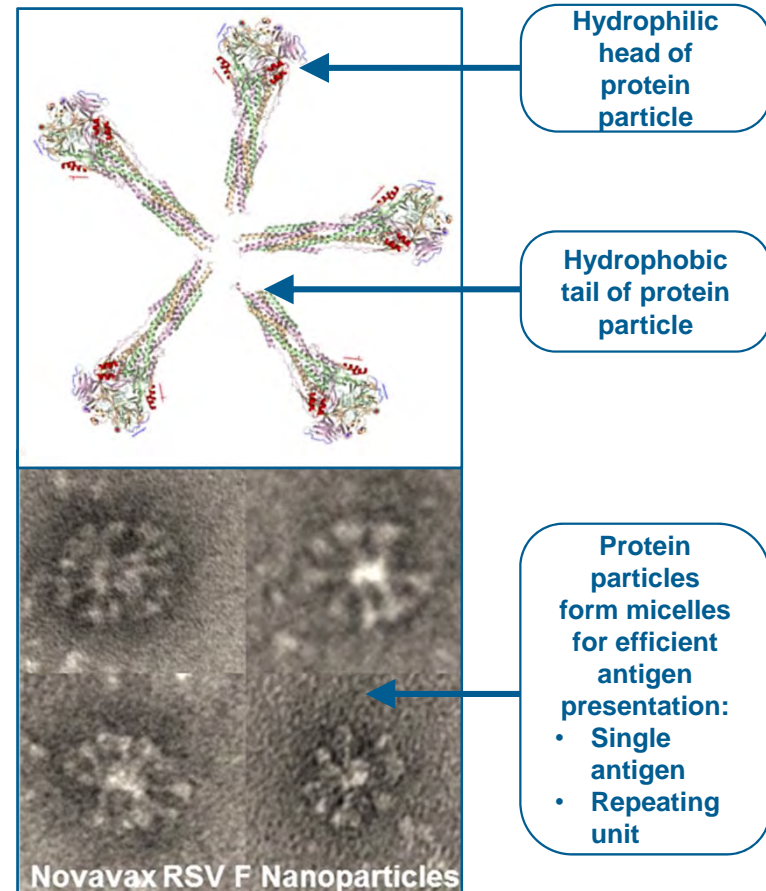 Hydrophilic
head of
protein
particle
Hydrophobic
tail of protein
particle
Protein
particles
form micelles
for efficient
antigen
presentation:
• Single
antigen
• Repeating
unit
Novavax RSV F Nanoparticles